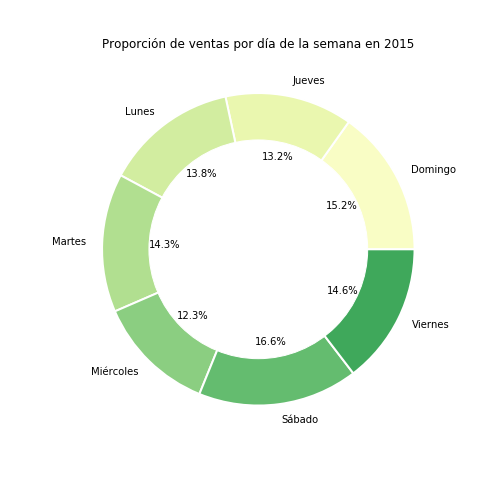 Proporción de ventas por día de la semana en 2015
Jueves
Lunes
13.2%
Domingo
13.8%
15.2%
Martes
14.3%
14.6%
12.3%
Viernes
16.6%
Miércoles
Sábado